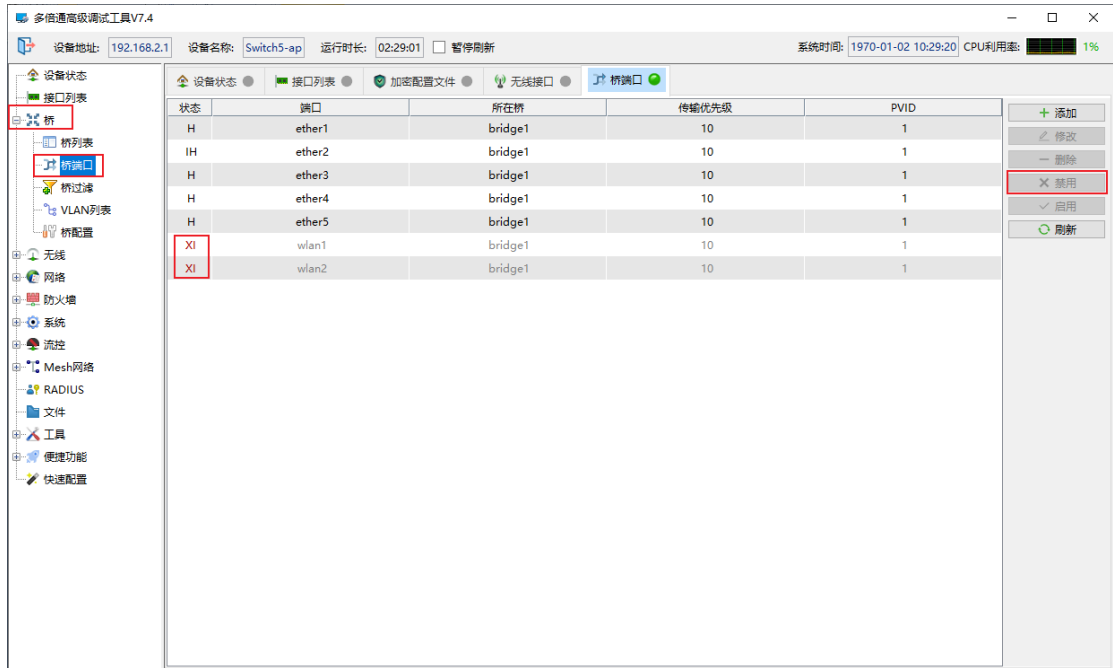 多倍通高级调试工具V7.4
设备地址: 192.168.2.1 设备名称: Switch5-ap 运行时长: 02:29:01 暂停刷新 系统时间: 1970-01-02 10:29:20 CPU利用率: 1%
设备状态
接口列表
桥
桥列表
桥端口
桥过滤
VLAN列表
桥配置
无线
网络
防火墙
系统
流控
Mesh网络
RADIUS
文件
工具
便捷功能
快速配置
设备状态 接口列表 加密配置文件 无线接口 桥端口
状态 端口 所在桥 传输优先级 PVID
H ether1 bridge1 10 1
IH ether2 bridge1 10 1
H ether3 bridge1 10 1
H ether4 bridge1 10 1
H ether5 bridge1 10 1
XI wlan1 bridge1 10 1
XI wlan2 bridge1 10 1
添加
修改
删除
禁用
启用
刷新